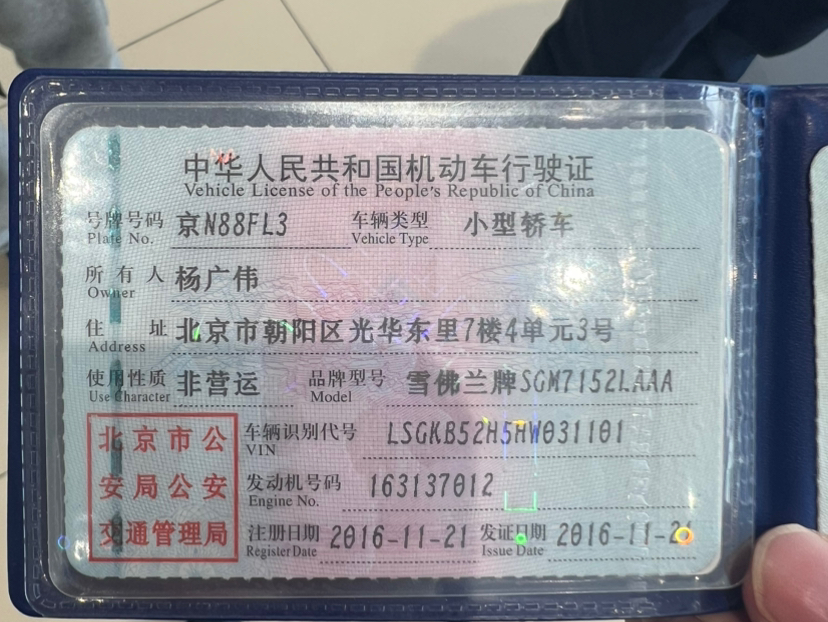 中华人民共和国机动车行驶证
Vehicle License of the People's Republic of China
号牌号码 京N88FL3 车辆类型 小型轿车
Plate No. Vehicle Type
所有人 杨广伟
Owner
住址 北京市朝阳区光华东里7楼4单元3号
Address
使用性质 非营运 品牌型号 雪佛兰牌SGM7152LAAA
Use Character Model
北京市公 车辆识别代号 LSGKB52H5HW031101
VIN
安局公安 发动机号码 163137012
Engine No.
交通管理局 注册日期 2016-11-21 发证日期 2016-11-21
Register Date Issue Date